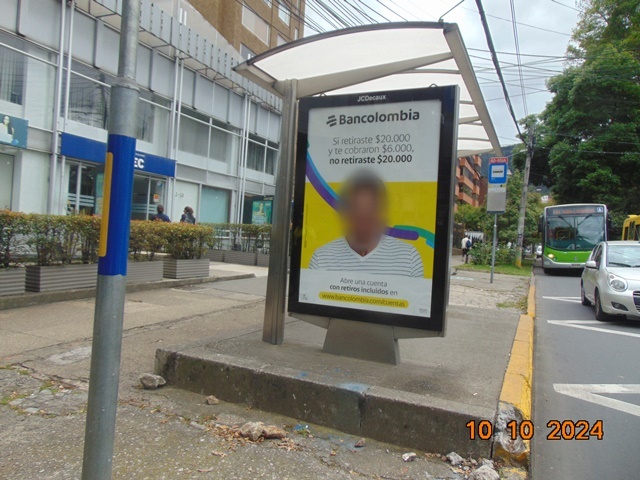 JCDecaux
Bancolombia
Si retiraste $20.000
y te cobraron $6.000,
no retiraste $20.000
Abre una cuenta
con retiros incluidos en
www.bancolombia.com/cuentas
EC
10 10 2024